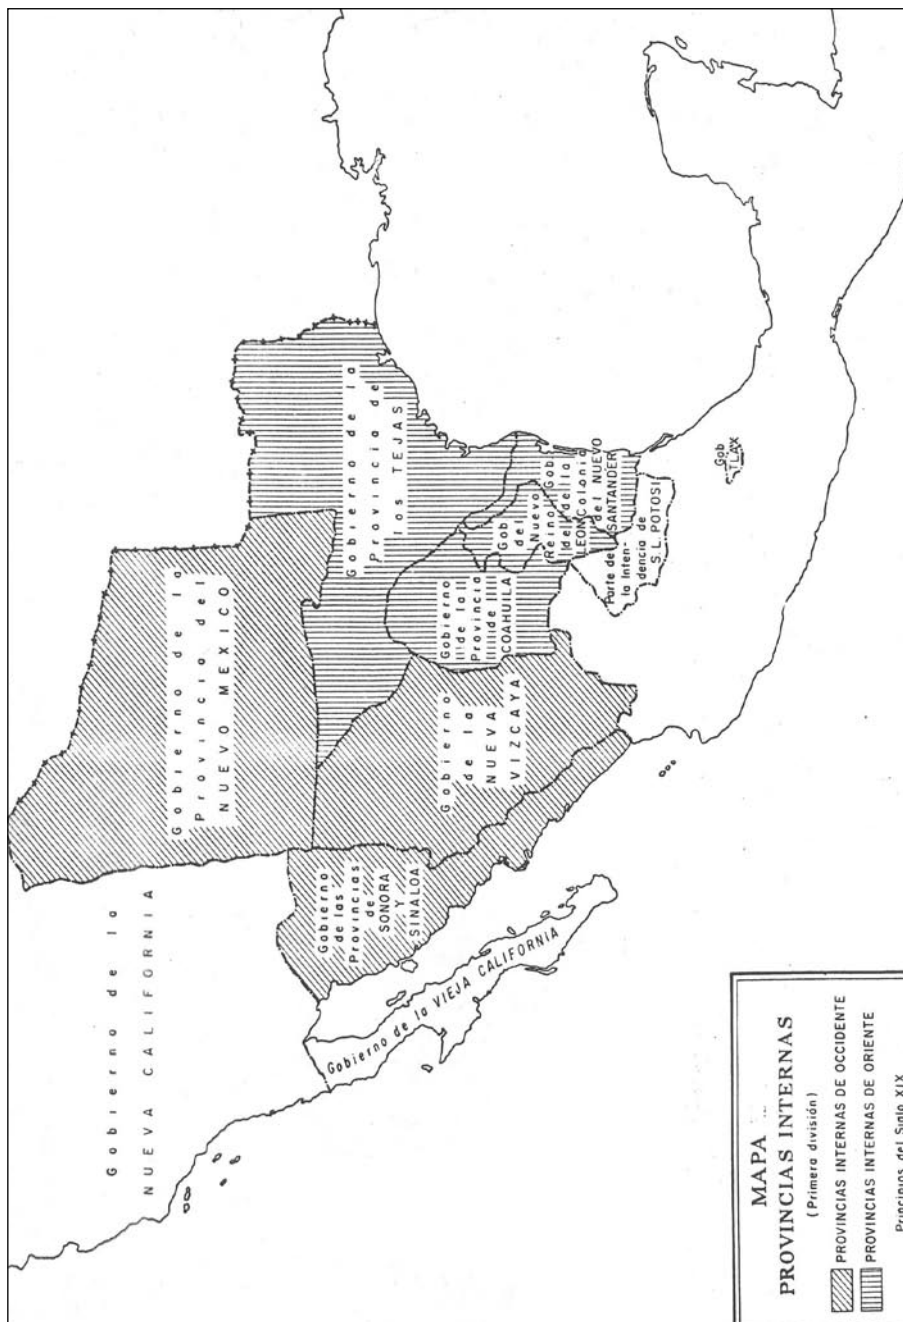 Gobierno de la
NUEVA CALIFORNIA
Gobierno de la
Provincia del
NUEVO MEXICO
Gobierno de la
Provincia de
los TEJAS
Gobierno
de las
Provincias
de
SONORA
Y
SINALOA
Gobierno
de la
NUEVA
VIZCAYA
Gobierno
de la
Provincia
de
COAHUILA
Gob
del
Nuevo
Reino
de
LEON
Gob
de la
Colonia
del NUEVO
SANTANDER
Parte de
la Inten-
dencia de
S.L. POTOSI
Gob
TLAX
Gobierno de la VIEJA CALIFORNIA
MAPA
PROVINCIAS INTERNAS
(Primera división)
PROVINCIAS INTERNAS DE OCCIDENTE
PROVINCIAS INTERNAS DE ORIENTE
Principios del Siglo XIX